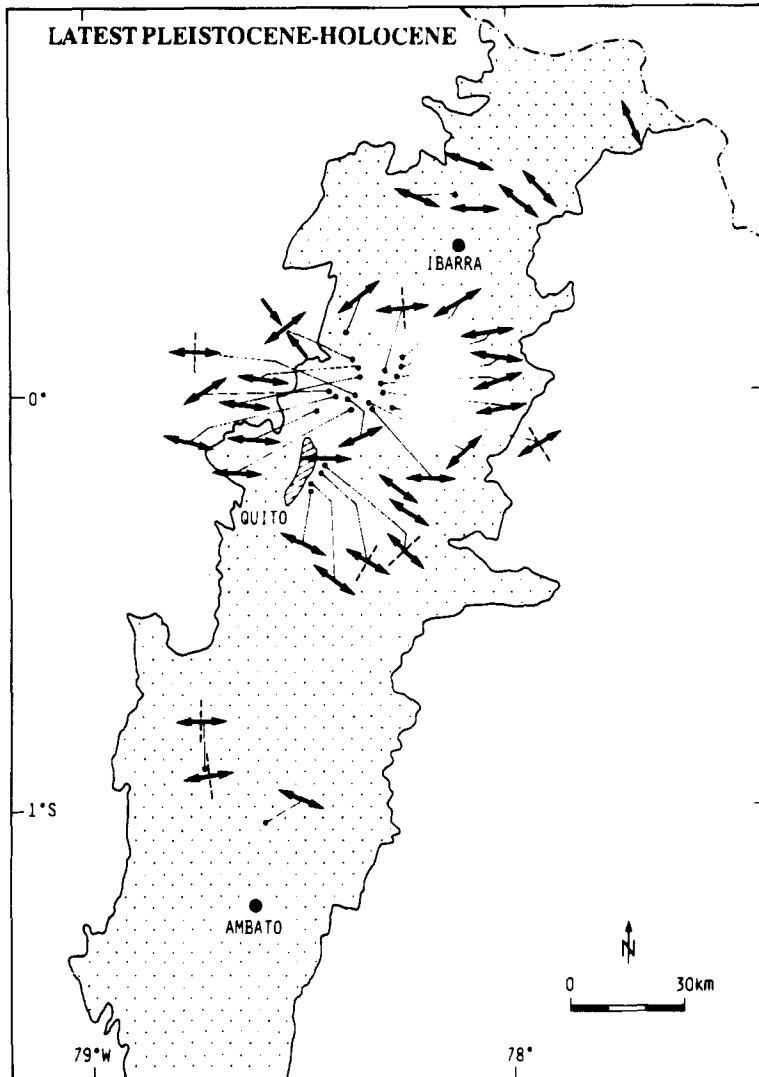 LATEST PLEISTOCENE-HOLOCENE
IBARRA
0°
QUITO
1°S
AMBATO
N
0 30km
79°W 78°